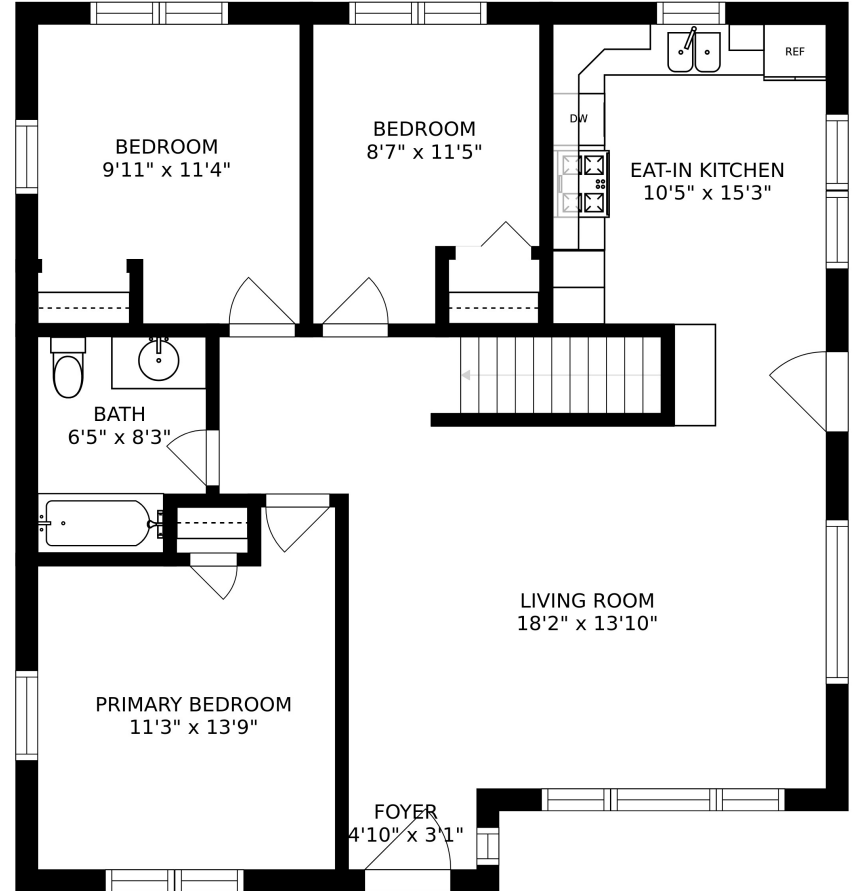 BEDROOM
9'11" x 11'4"
BEDROOM
8'7" x 11'5"
REF
DW
EAT-IN KITCHEN
10'5" x 15'3"
BATH
6'5" x 8'3"
LIVING ROOM
18'2" x 13'10"
PRIMARY BEDROOM
11'3" x 13'9"
FOYER
4'10" x 3'1"